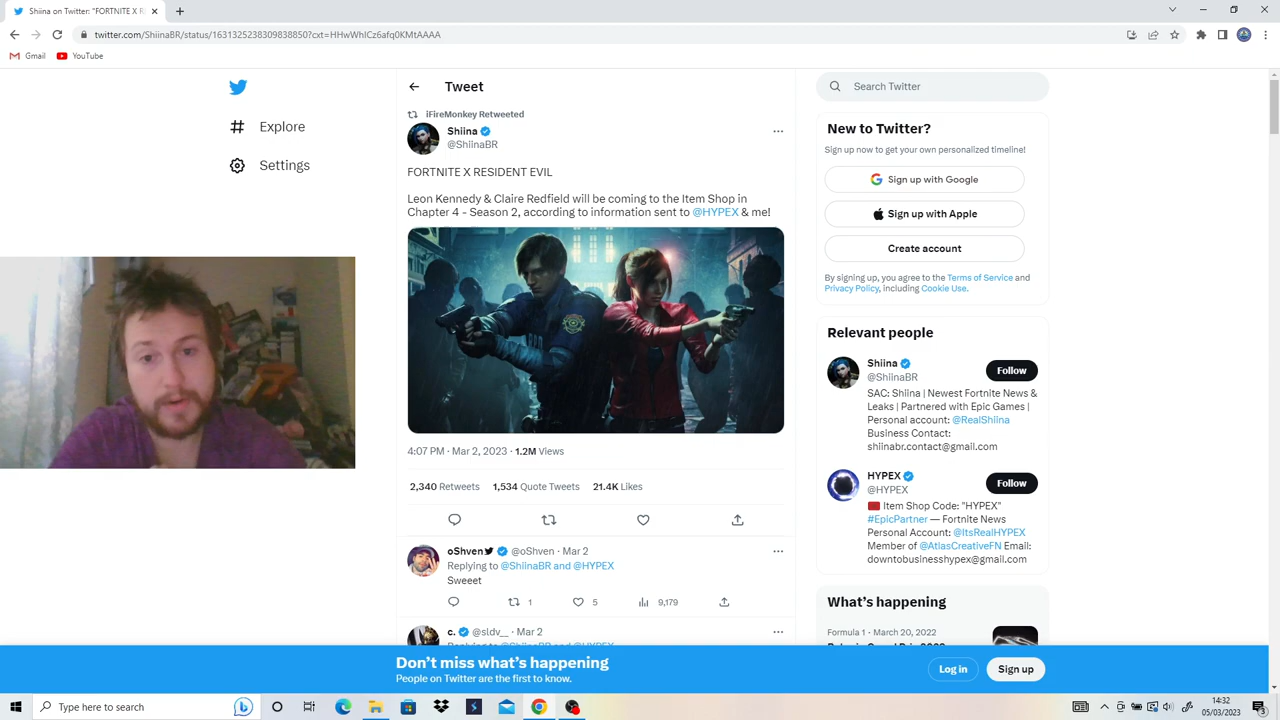 Shiina on Twitter: "FORTNITE X R
twitter.com/ShiinaBR/status/1631325238309838850?cxt=HHwWhICz6afq0KMtAAAA
Gmail
YouTube
Explore
Settings
Tweet
iFireMonkey Retweeted
Shiina
@ShiinaBR
FORTNITE X RESIDENT EVIL
Leon Kennedy & Claire Redfield will be coming to the Item Shop in
Chapter 4 - Season 2, according to information sent to @HYPEX & me!
4:07 PM · Mar 2, 2023 · 1.2M Views
2,340 Retweets 1,534 Quote Tweets 21.4K Likes
oShven @oShven · Mar 2
Replying to @ShiinaBR and @HYPEX
Sweeet
1 5 9,179
c. @sldv__ · Mar 2
Replying to @ShiinaBR and @HYPEX
Search Twitter
New to Twitter?
Sign up now to get your own personalized timeline!
Sign up with Google
Sign up with Apple
Create account
By signing up, you agree to the Terms of Service and
Privacy Policy, including Cookie Use.
Relevant people
Shiina
@ShiinaBR
Follow
SAC: Shiina | Newest Fortnite News &
Leaks | Partnered with Epic Games |
Personal account: @RealShiina
Business Contact:
shiinabr.contact@gmail.com
HYPEX
@HYPEX
Follow
Item Shop Code: "HYPEX"
#EpicPartner — Fortnite News
Personal Account: @ItsRealHYPEX
Member of @AtlasCreativeFN Email:
downtobusinesshypex@gmail.com
What's happening
Formula 1 · March 20, 2022
Don't miss what's happening
People on Twitter are the first to know.
Log in
Sign up
Type here to search
14:32
05/03/2023
3